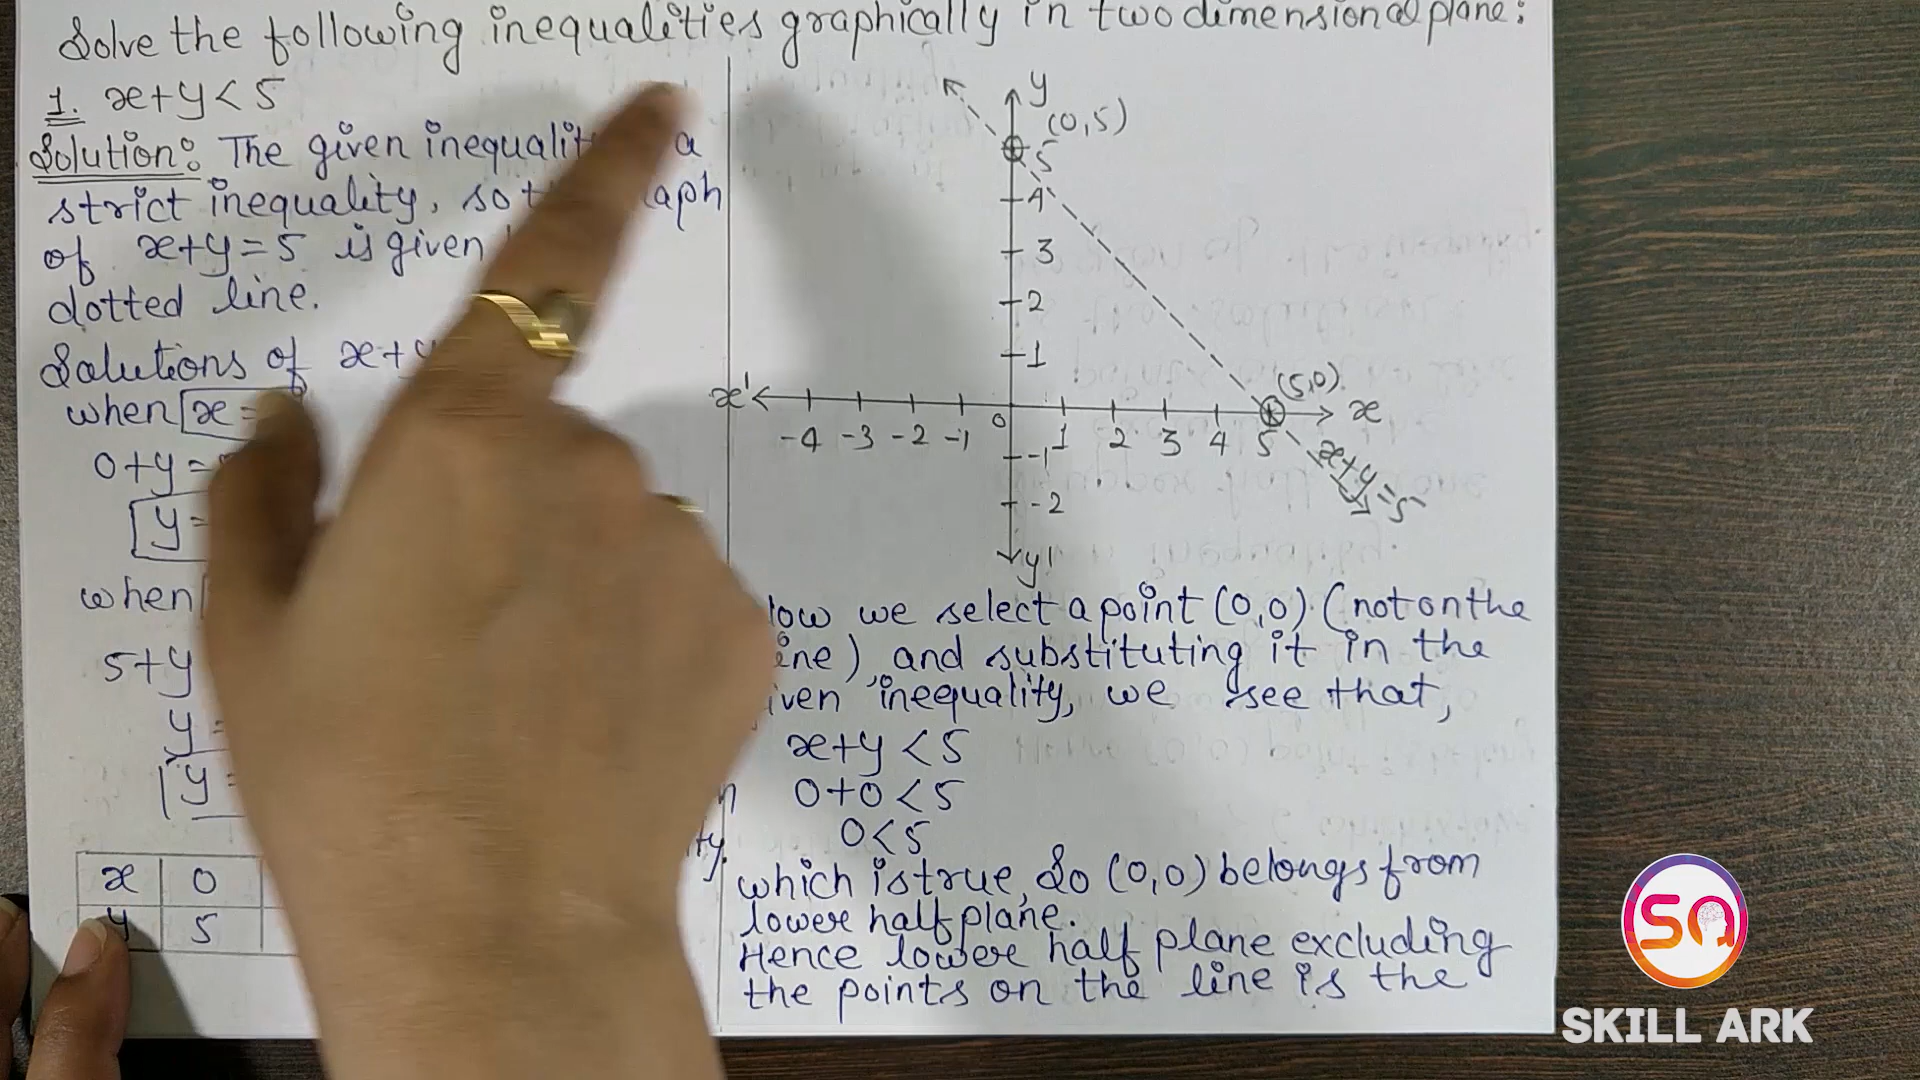 Solve the following inequalities graphically in two dimensional plane:
1. x+y<5
Solution: The given a
strict inequality, so
of x+y=5 is given
dotted line.
Solutions of x+y
when x=
0+y=
y=
when
5+y
y=
y=
x 0
y 5
y
(0,5)
5
4
3
2
1
(5,0)
x' x
-4 -3 -2 -1 0 1 2 3 4 5
-1
-2
x+y=5
y'
we select a point (0,0) (not on the
), and substituting it in the
inequality, we see that,
x+y<5
0+0<5
0<5
which is true, So (0,0) belongs from
lower half plane.
Hence lower half plane excluding
the points on the line is the
SA
SKILL ARK